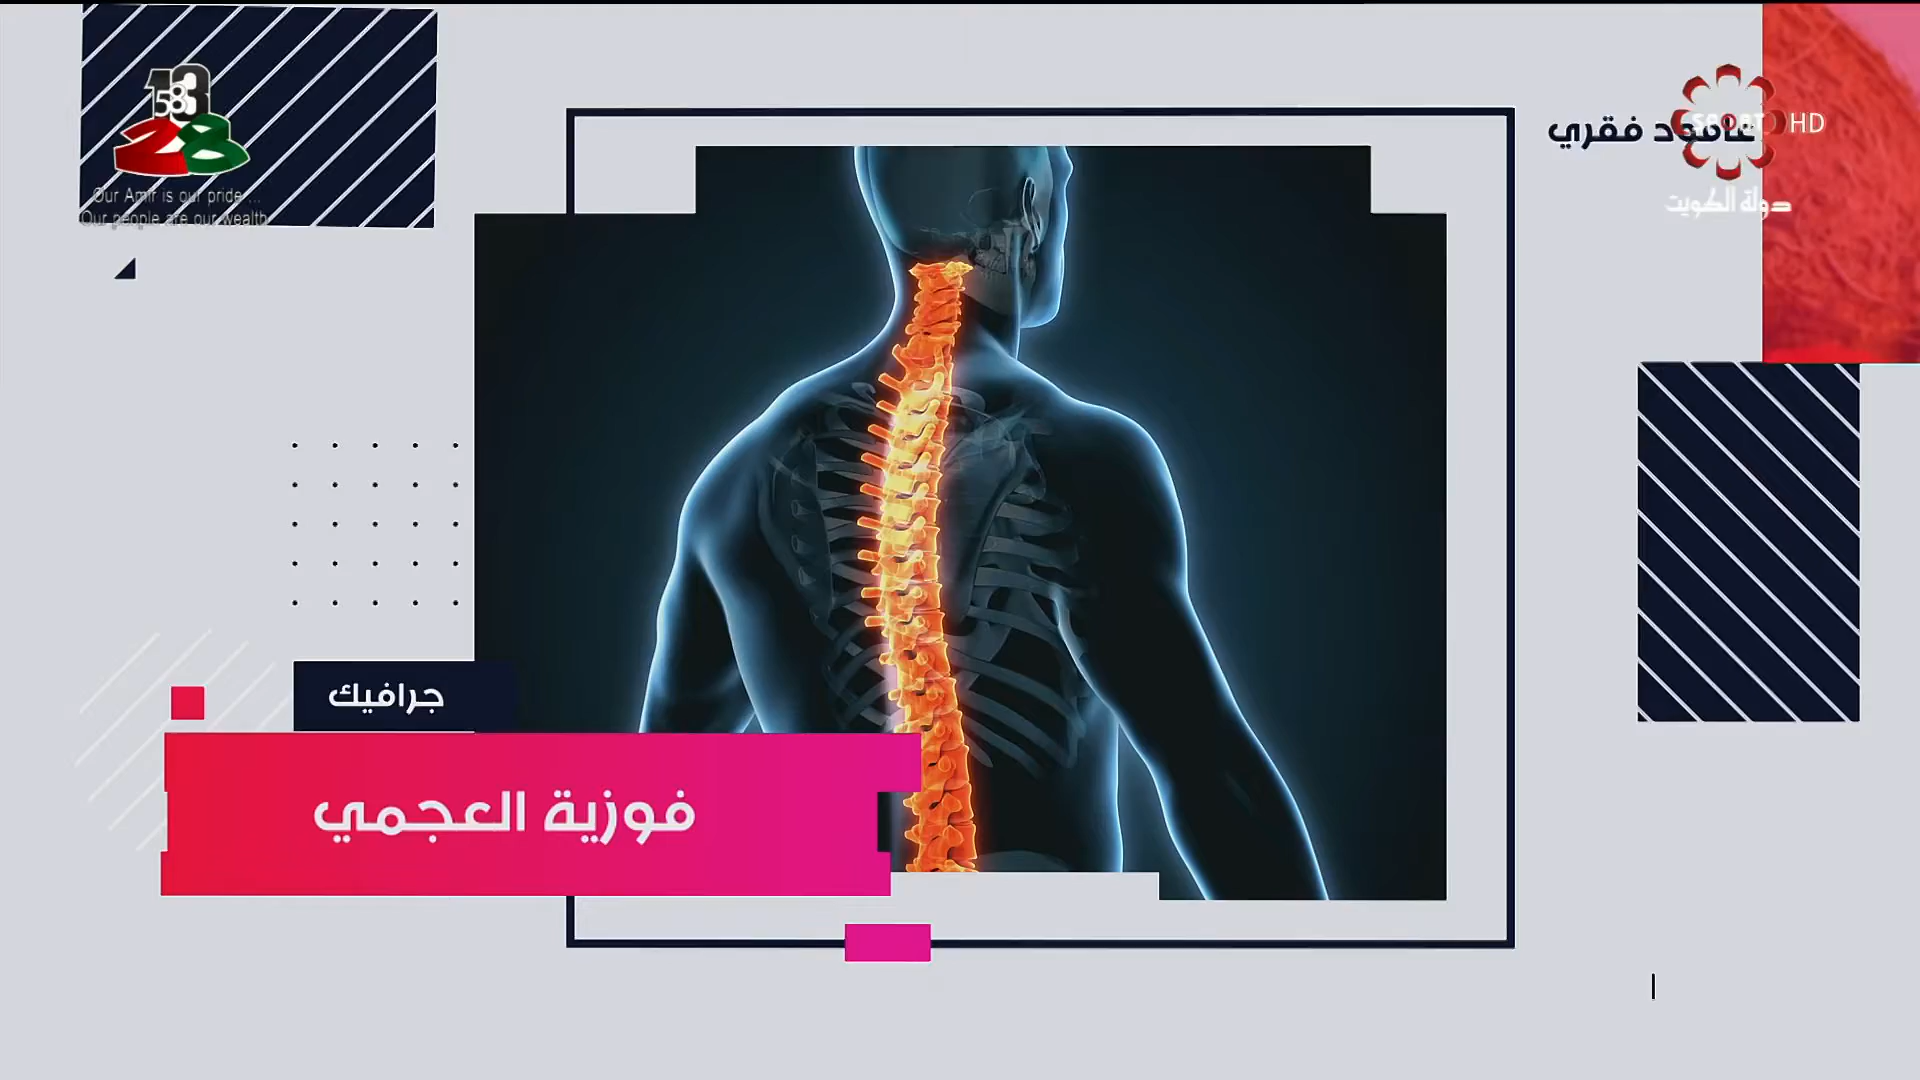 13
58
28
Our Amir is our pride ...
Our people are our wealth
عامود فقري
SPORT HD
دولة الكويت
جرافيك
فوزية العجمي